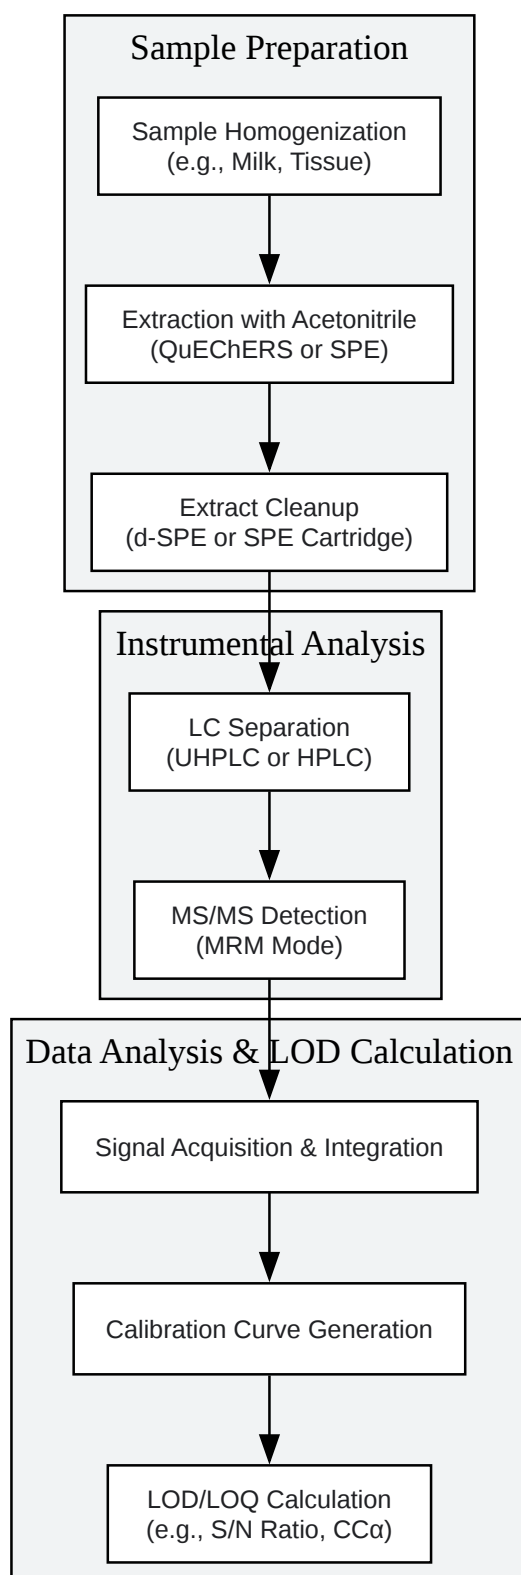 Sample Preparation
Sample Homogenization
(e.g., Milk, Tissue)
Extraction with Acetonitrile
(QuEChERS or SPE)
Extract Cleanup
(d-SPE or SPE Cartridge)
Instrumental Analysis
LC Separation
(UHPLC or HPLC)
MS/MS Detection
(MRM Mode)
Data Analysis & LOD Calculation
Signal Acquisition & Integration
Calibration Curve Generation
LOD/LOQ Calculation
(e.g., S/N Ratio, CCα)